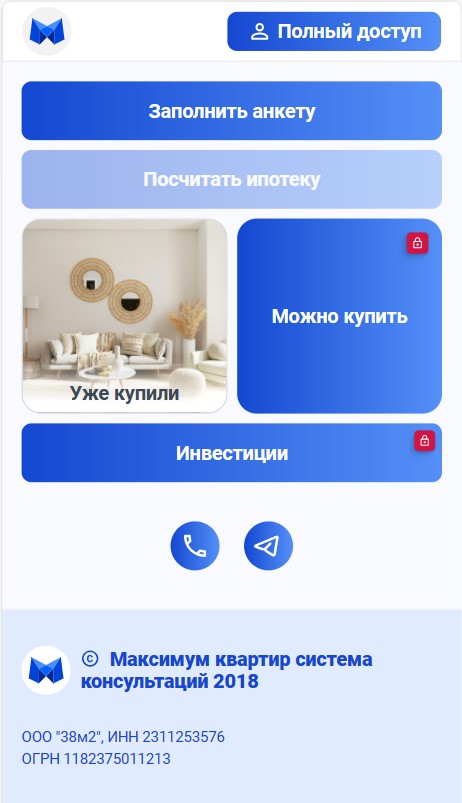 Полный доступ
Заполнить анкету
Посчитать ипотеку
Уже купили
Можно купить
Инвестиции
© Максимум квартир система
консультаций 2018
ООО "38м2", ИНН 2311253576
ОГРН 1182375011213